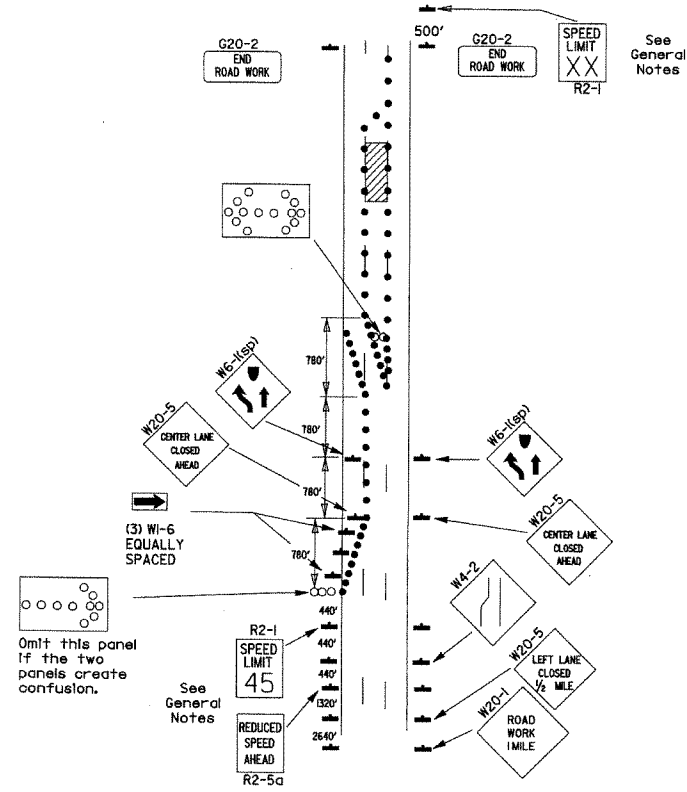 G20-2
END
ROAD WORK
500'
G20-2
END
ROAD WORK
SPEED
LIMIT
XX
R2-1
See
General
Notes
780'
W6-1(sp)
780'
W20-5
CENTER LANE
CLOSED
AHEAD
W6-1(sp)
780'
(3) W1-6
EQUALLY
SPACED
W20-5
CENTER LANE
CLOSED
AHEAD
780'
Omit this panel
if the two
panels create
confusion.
440'
R2-1
SPEED
LIMIT
45
440'
W4-2
440'
See
General
Notes
W20-5
LEFT LANE
CLOSED
1/2 MILE
1320'
REDUCED
SPEED
AHEAD
R2-5a
2640'
W20-1
ROAD
WORK
1 MILE